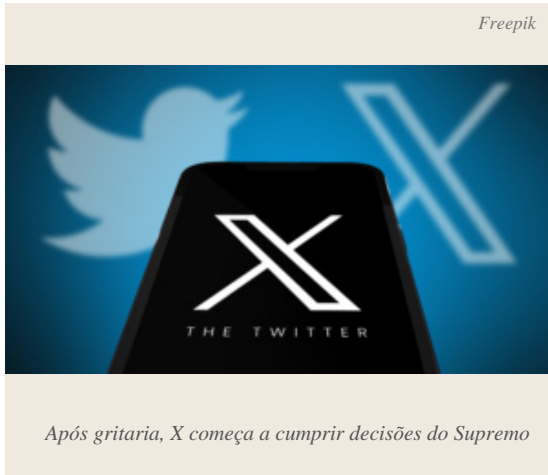 Freepik
X
THE TWITTER
Após gritaria, X começa a cumprir decisões do Supremo